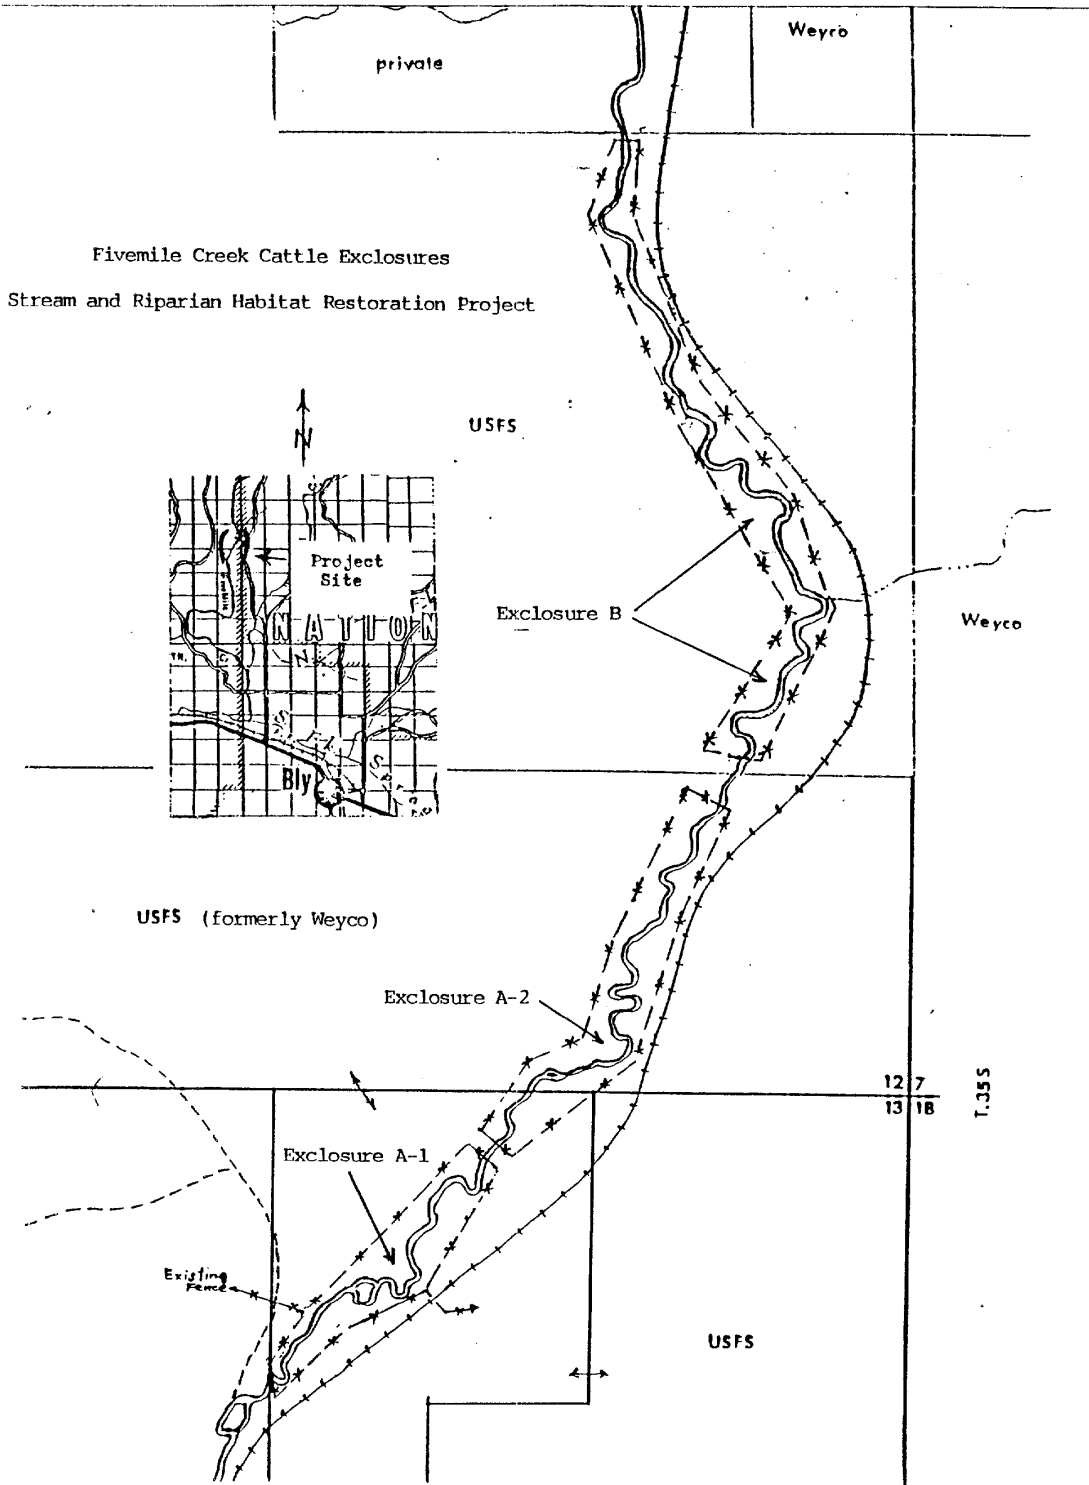 Weyco
private
Fivemile Creek Cattle Exclosures
Stream and Riparian Habitat Restoration Project
N
USFS
Project
Site
NATION
Exclosure B
Weyco
Bly
USFS (formerly Weyco)
Exclosure A-2
12 7
13 18
T.35 S
Exclosure A-1
Existing
Fence
USFS